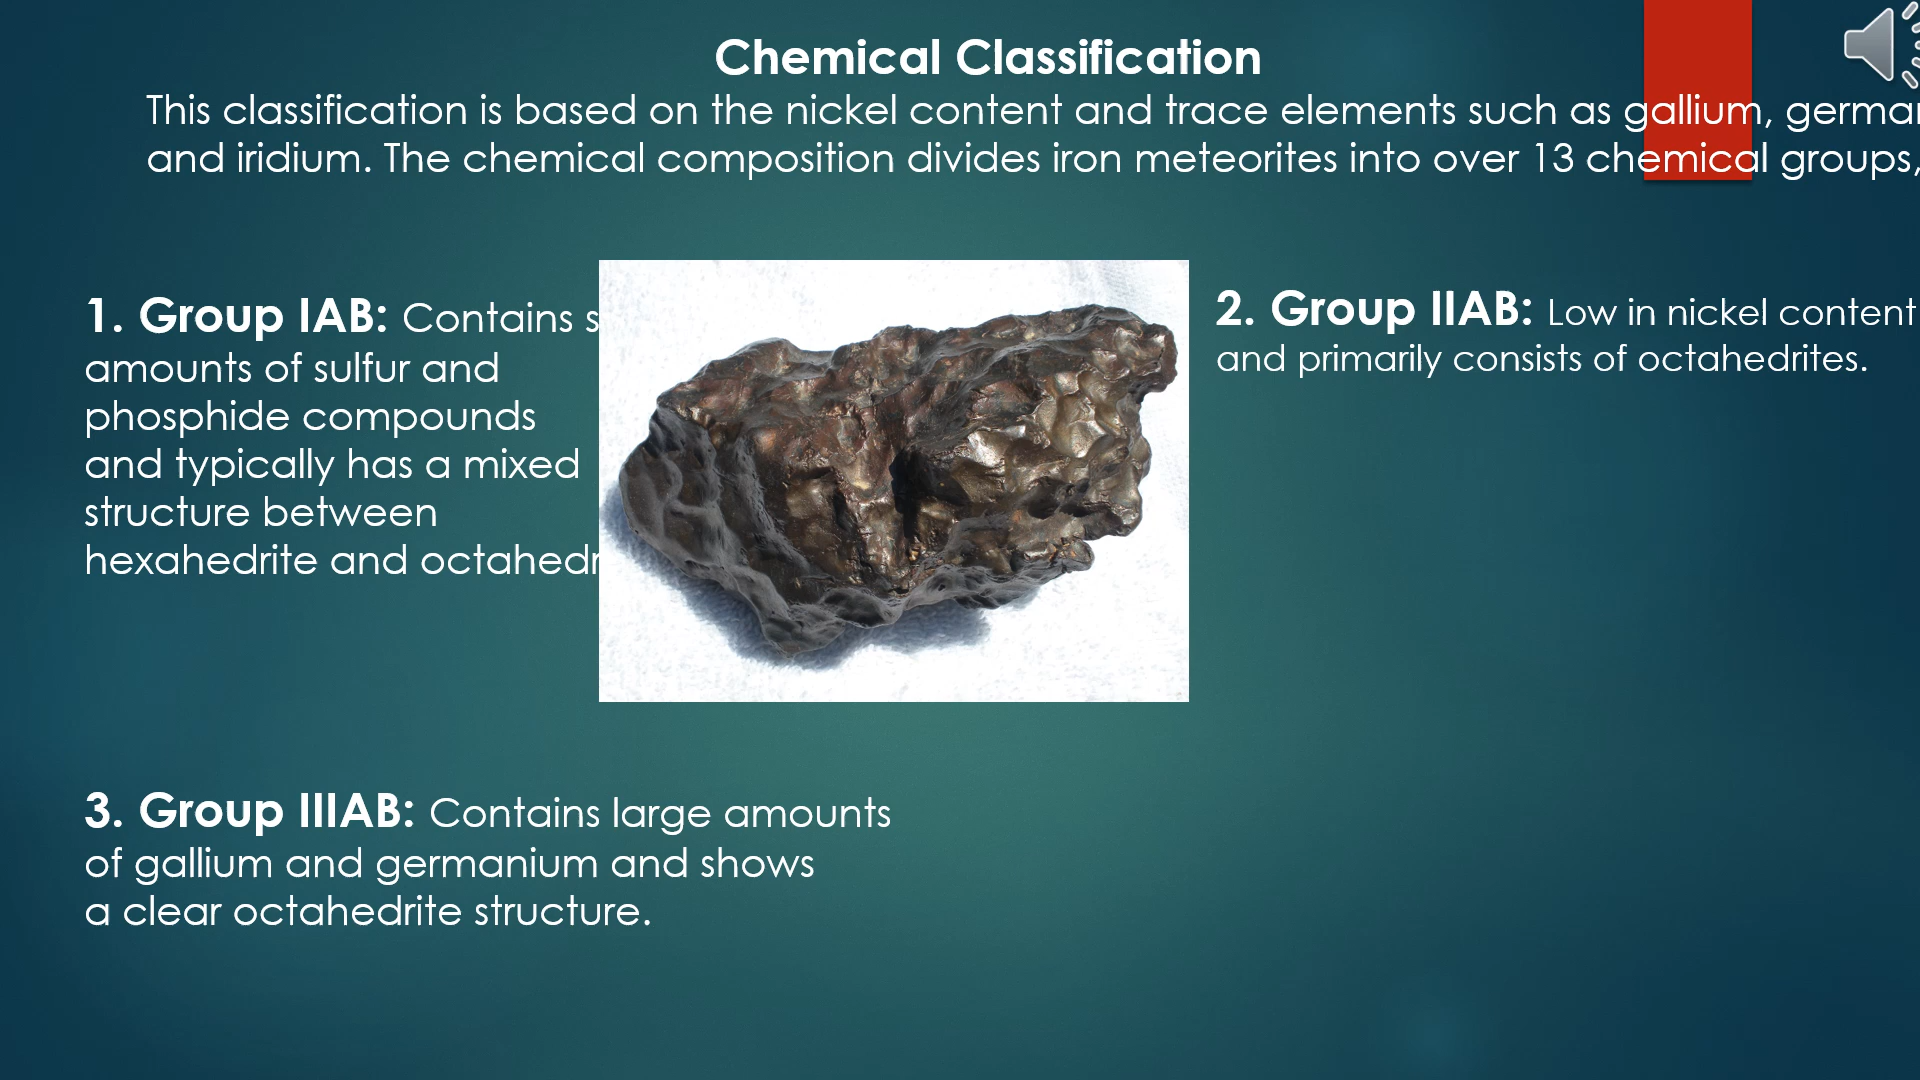 Chemical Classification
This classification is based on the nickel content and trace elements such as gallium,
and iridium. The chemical composition divides iron meteorites into over 13 chemical groups,
1. Group IAB: Contains
amounts of sulfur and
phosphide compounds
and typically has a mixed
structure between
hexahedrite and
2. Group IIAB: Low in nickel content
and primarily consists of octahedrites.
3. Group IIIAB: Contains large amounts
of gallium and germanium and shows
a clear octahedrite structure.